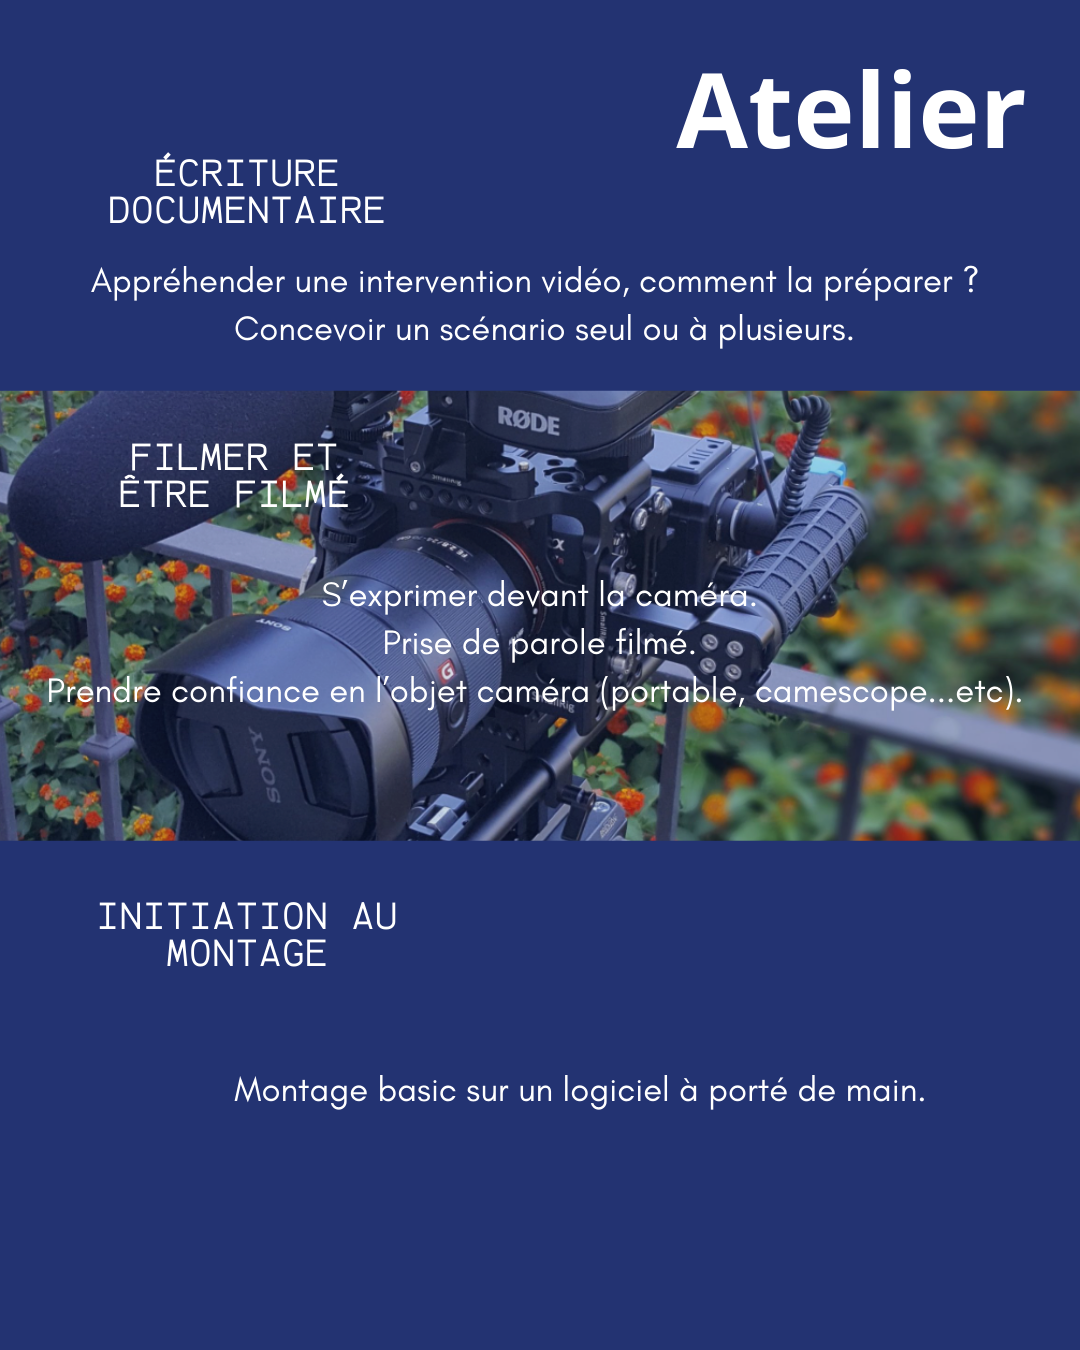 Atelier
ÉCRITURE
DOCUMENTAIRE
Appréhender une intervention vidéo, comment la préparer ?
Concevoir un scénario seul ou à plusieurs.
RØDE
FILMER ET
ÊTRE FILMÉ
S’exprimer devant la caméra.
Prise de parole filmé.
G
Prendre confiance en l’objet caméra (portable, camescope...etc).
SONY
INITIATION AU
MONTAGE
Montage basic sur un logiciel à porté de main.